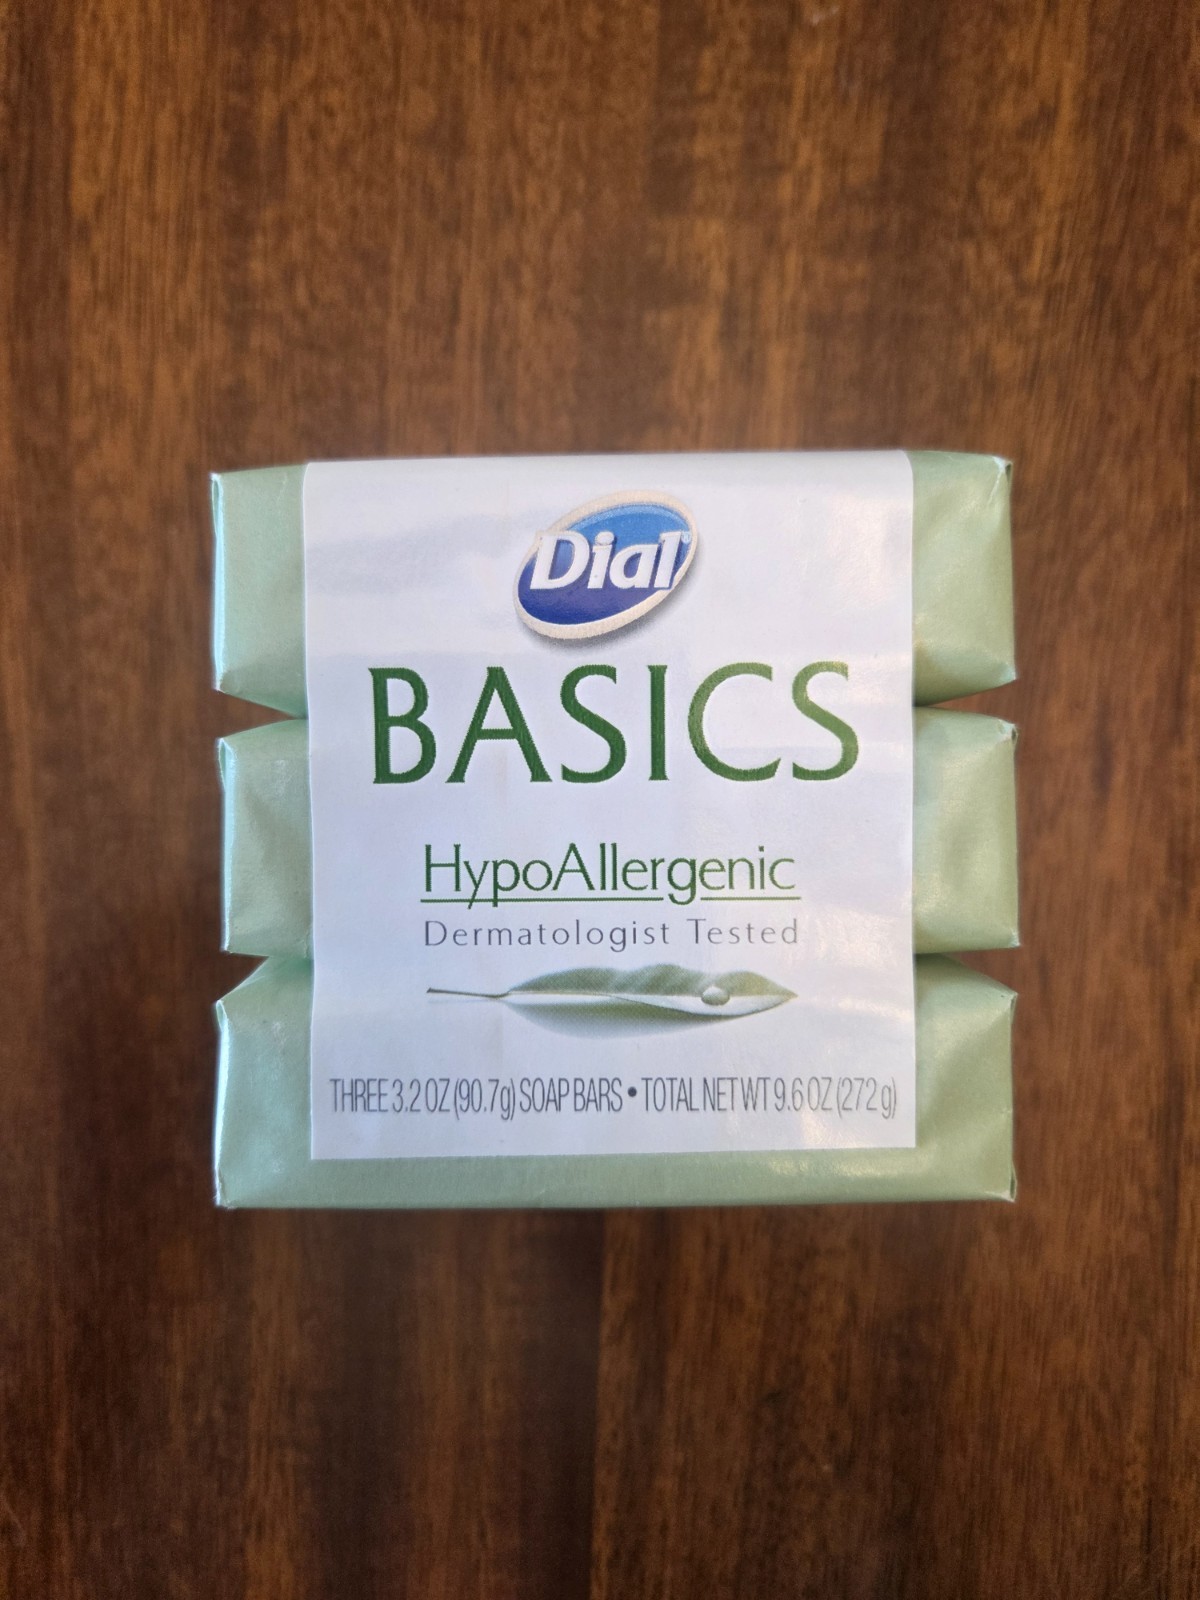 Dial®
BASICS
HypoAllergenic
Dermatologist Tested
THREE 3.2 OZ (90.7g) SOAP BARS • TOTAL NET WT 9.6 OZ (272 g)